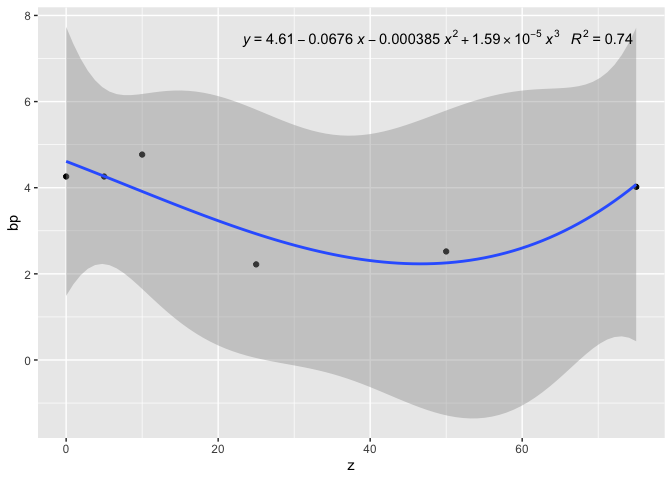 y = 4.61 – 0.0676 x – 0.000385 x² + 1.59 × 10⁻⁵ x³ R² = 0.74
8
6
4
2
0
bp
0 20 40 60
z